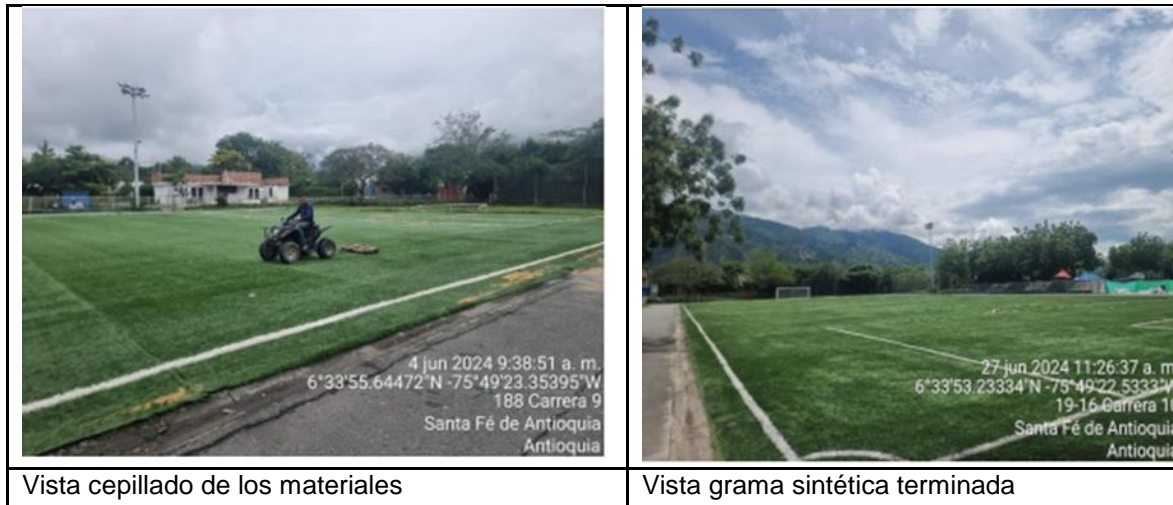 4 jun 2024 9:38:51 a. m.
6°33'55.64472"N -75°49'23.35395"W
188 Carrera 9
Santa Fé de Antioquia
Antioquia
27 jun 2024 11:26:37 a. m
6°33'53.23334"N -75°49'22.5333"W
19-16 Carrera 10
Santa Fé de Antioquia
Antioquia
Vista cepillado de los materiales
Vista grama sintética terminada